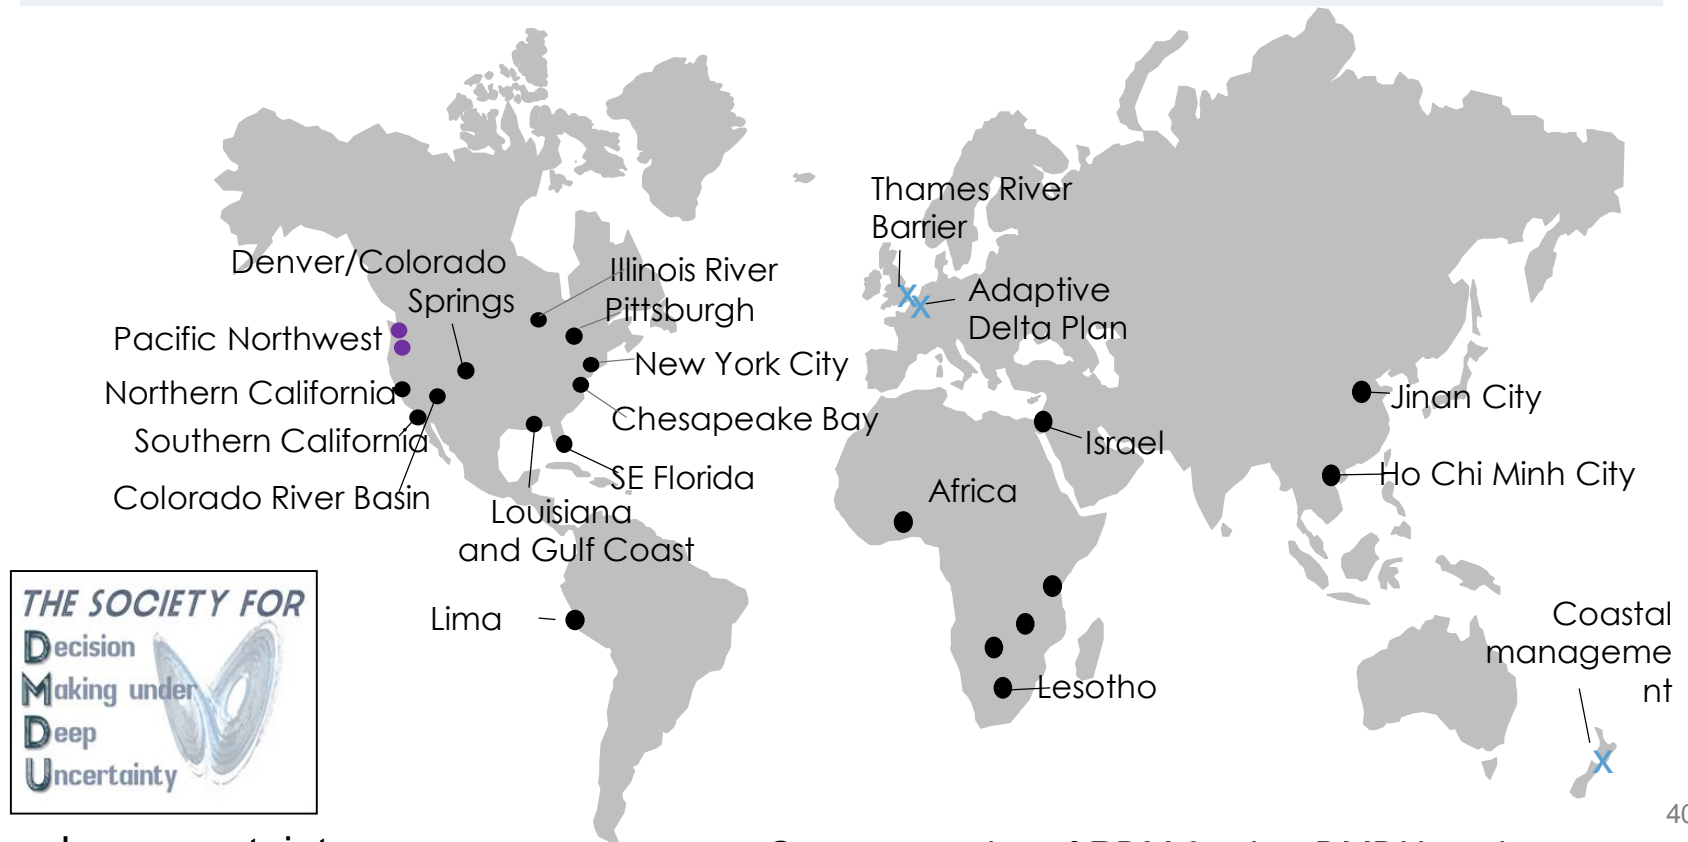 Thames River
Barrier
Denver/Colorado
Springs
Illinois River
Pittsburgh
Adaptive
Delta Plan
Pacific Northwest
New York City
Northern California
Chesapeake Bay
Jinan City
Southern California
Israel
SE Florida
Ho Chi Minh City
Colorado River Basin
Africa
Louisiana
and Gulf Coast
Lima
Coastal
manageme
nt
Lesotho
THE SOCIETY FOR
Decision
Making under
Deep
Uncertainty
X
X
X
40